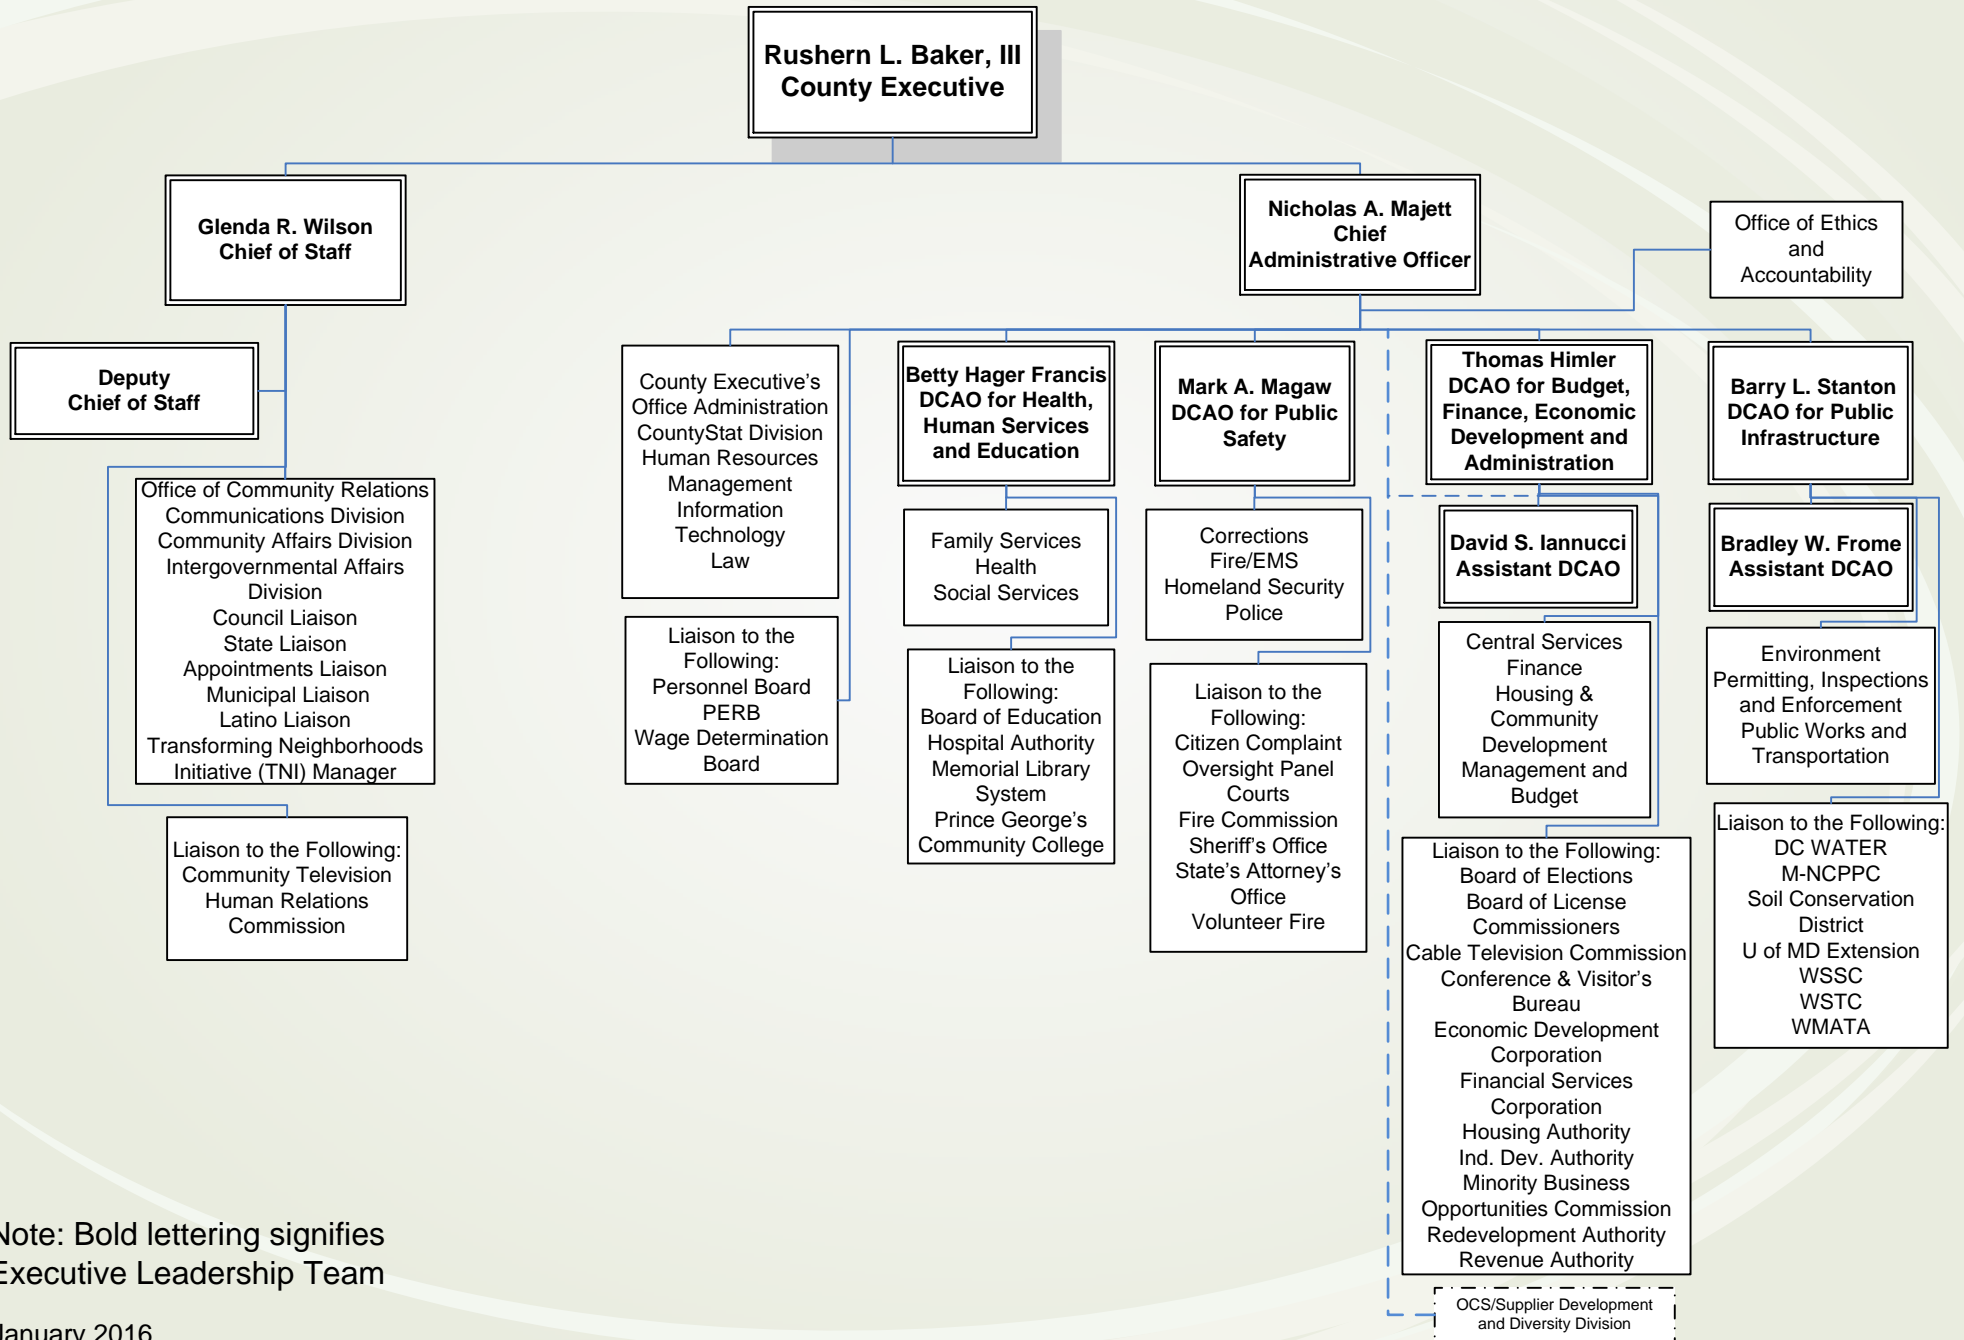 Rushern L. Baker, III
County Executive
Glenda R. Wilson
Chief of Staff
Nicholas A. Majett
Chief
Administrative Officer
Office of Ethics
and
Accountability
Deputy
Chief of Staff
Office of Community Relations
Communications Division
Community Affairs Division
Intergovernmental Affairs
Division
Council Liaison
State Liaison
Appointments Liaison
Municipal Liaison
Latino Liaison
Transforming Neighborhoods
Initiative (TNI) Manager
Liaison to the Following:
Community Television
Human Relations
Commission
County Executive's
Office Administration
CountyStat Division
Human Resources
Management
Information
Technology
Law
Liaison to the
Following:
Personnel Board
PERB
Wage Determination
Board
Betty Hager Francis
DCAO for Health,
Human Services
and Education
Family Services
Health
Social Services
Liaison to the
Following:
Board of Education
Hospital Authority
Memorial Library
System
Prince George's
Community College
Mark A. Magaw
DCAO for Public
Safety
Corrections
Fire/EMS
Homeland Security
Police
Liaison to the
Following:
Citizen Complaint
Oversight Panel
Courts
Fire Commission
Sheriff's Office
State's Attorney's
Office
Volunteer Fire
Thomas Himler
DCAO for Budget,
Finance, Economic
Development and
Administration
David S. Iannucci
Assistant DCAO
Central Services
Finance
Housing &
Community
Development
Management and
Budget
Liaison to the Following:
Board of Elections
Board of License
Commissioners
Cable Television Commission
Conference & Visitor's
Bureau
Economic Development
Corporation
Financial Services
Corporation
Housing Authority
Ind. Dev. Authority
Minority Business
Opportunities Commission
Redevelopment Authority
Revenue Authority
OCS/Supplier Development
and Diversity Division
Barry L. Stanton
DCAO for Public
Infrastructure
Bradley W. Frome
Assistant DCAO
Environment
Permitting, Inspections
and Enforcement
Public Works and
Transportation
Liaison to the Following:
DC WATER
M-NCPPC
Soil Conservation
District
U of MD Extension
WSSC
WSTC
WMATA
Note: Bold lettering signifies
Executive Leadership Team
January 2016